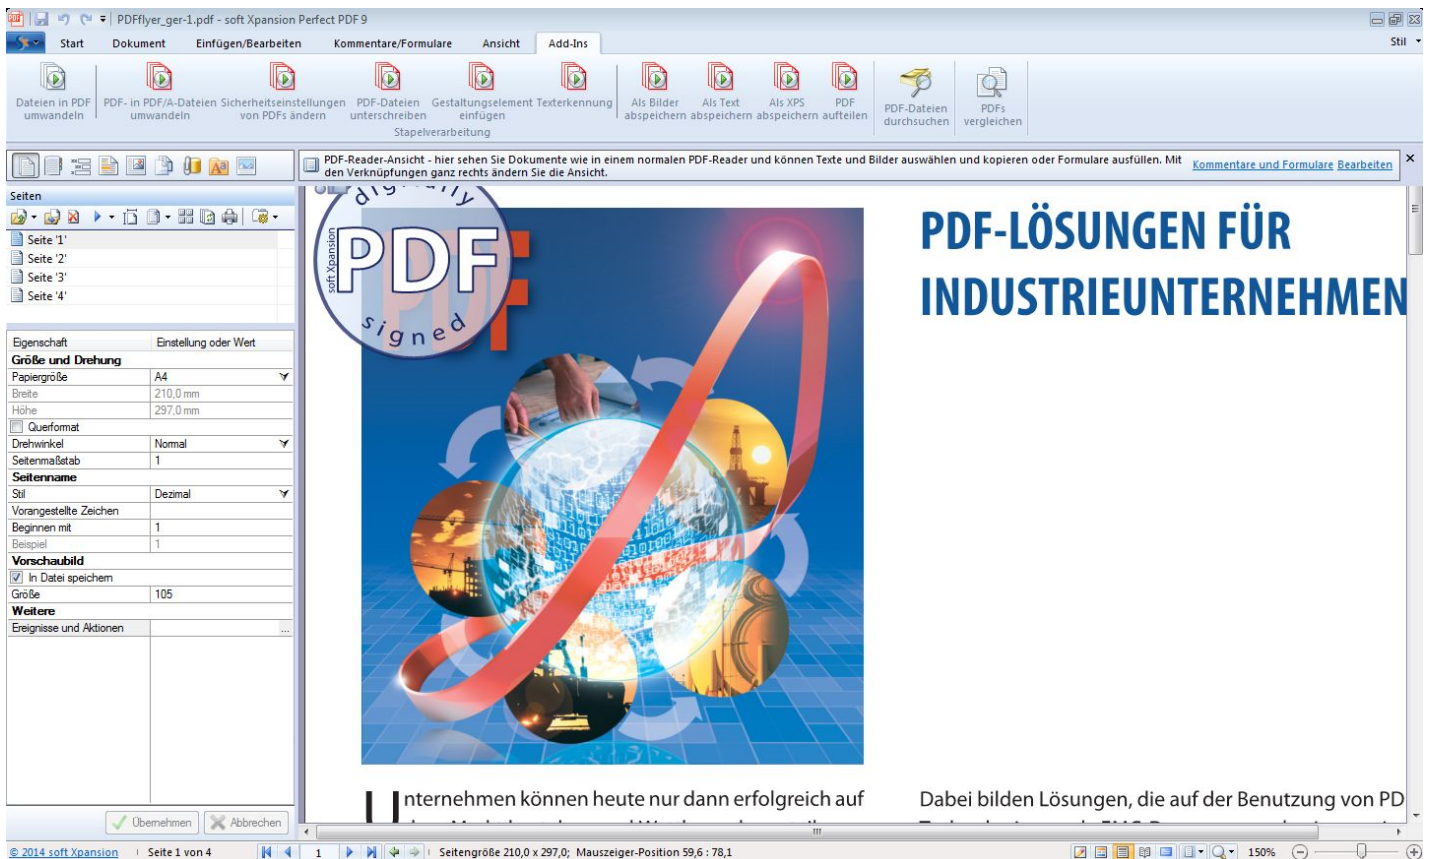 PDFflyer_ger-1.pdf - soft Xpansion Perfect PDF 9
Start Dokument Einfügen/Bearbeiten Kommentare/Formulare Ansicht Add-Ins Stil
Dateien in PDF umwandeln
PDF- in PDF/A-Dateien umwandeln
Sicherheitseinstellungen von PDFs ändern
PDF-Dateien unterschreiben
Gestaltungselement einfügen
Texterkennung
Als Bilder abspeichern
Als Text abspeichern
Als XPS abspeichern
PDF aufteilen
PDF-Dateien durchsuchen
PDFs vergleichen
Stapelverarbeitung
PDF-Reader-Ansicht - hier sehen Sie Dokumente wie in einem normalen PDF-Reader und können Texte und Bilder auswählen und kopieren oder Formulare ausfüllen. Mit
den Verknüpfungen ganz rechts ändern Sie die Ansicht.
Kommentare und Formulare Bearbeiten
Seiten
Seite '1'
Seite '2'
Seite '3'
Seite '4'
Eigenschaft Einstellung oder Wert
Größe und Drehung
Papiergröße A4
Breite 210,0 mm
Höhe 297,0 mm
Querformat
Drehwinkel Normal
Seitenmaßstab 1
Seitenname
Stil Dezimal
Vorangestellte Zeichen
Beginnen mit 1
Beispiel 1
Vorschaubild
In Datei speichern
Größe 105
Weitere
Ereignisse und Aktionen ...
Übernehmen Abbrechen
digitally
PDF
soft Xpansion
signed
PDF
PDF-LÖSUNGEN FÜR
INDUSTRIEUNTERNEHMEN
Unternehmen können heute nur dann erfolgreich auf
Dabei bilden Lösungen, die auf der Benutzung von PD
© 2014 soft Xpansion Seite 1 von 4 1 Seitengröße 210,0 x 297,0; Mauszeiger-Position 59,6 : 78,1 150%